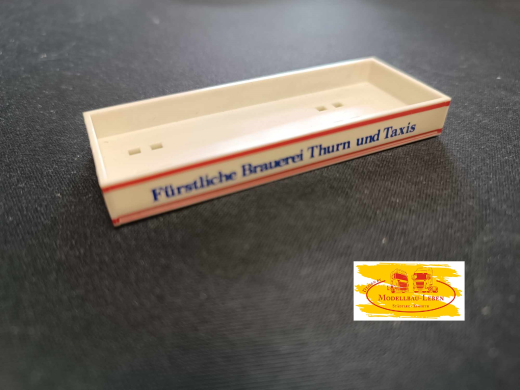 Fürstliche Brauerei Thurn und Taxis
MODELLBAU-LEBEN